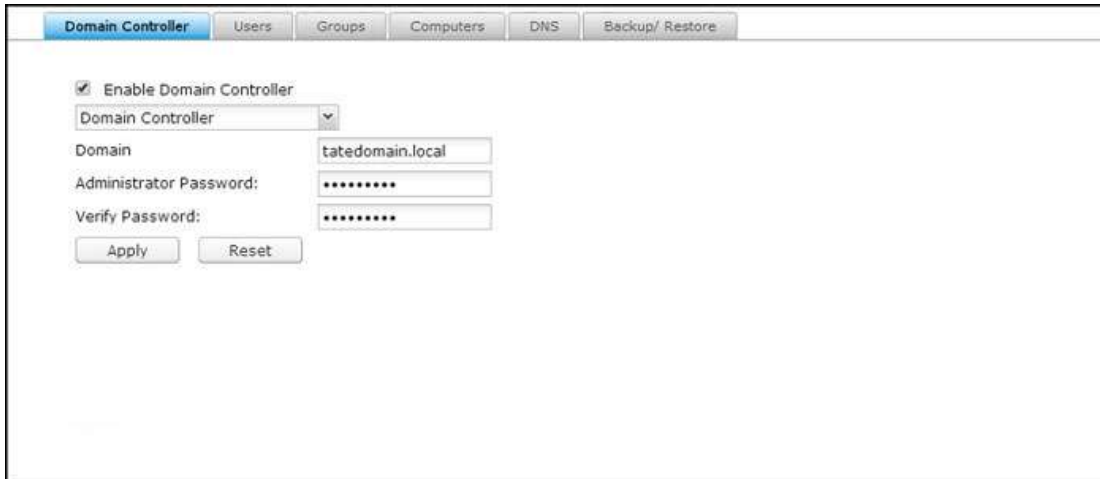 Domain Controller Users Groups Computers DNS Backup/ Restore
Enable Domain Controller
Domain Controller
Domain tatedomain.local
Administrator Password: •••••••••
Verify Password: •••••••••
Apply Reset